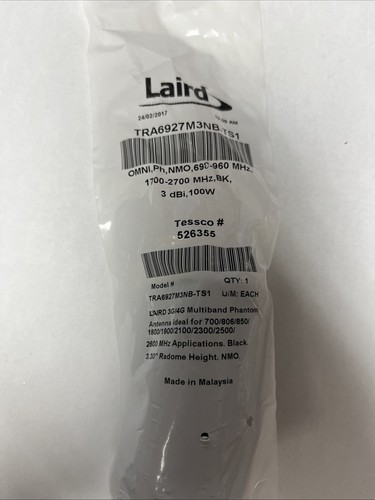 Laird
24/02/2017
AM
TRA6927M3NB-TS1
OMNI,Ph,NMO,690-960 MHz,
1700-2700 MHz,BK,
3 dBi,100W
Tessco #
526355
Model #
QTY: 1
TRA6927M3NB-TS1 U/M: EACH
LAIRD 3G/4G Multiband Phantom
Antenna ideal for 700/806/850/
1800/1900/2100/2300/2500/
2600 MHz Applications. Black.
3.30" Radome Height. NMO.
Made in Malaysia